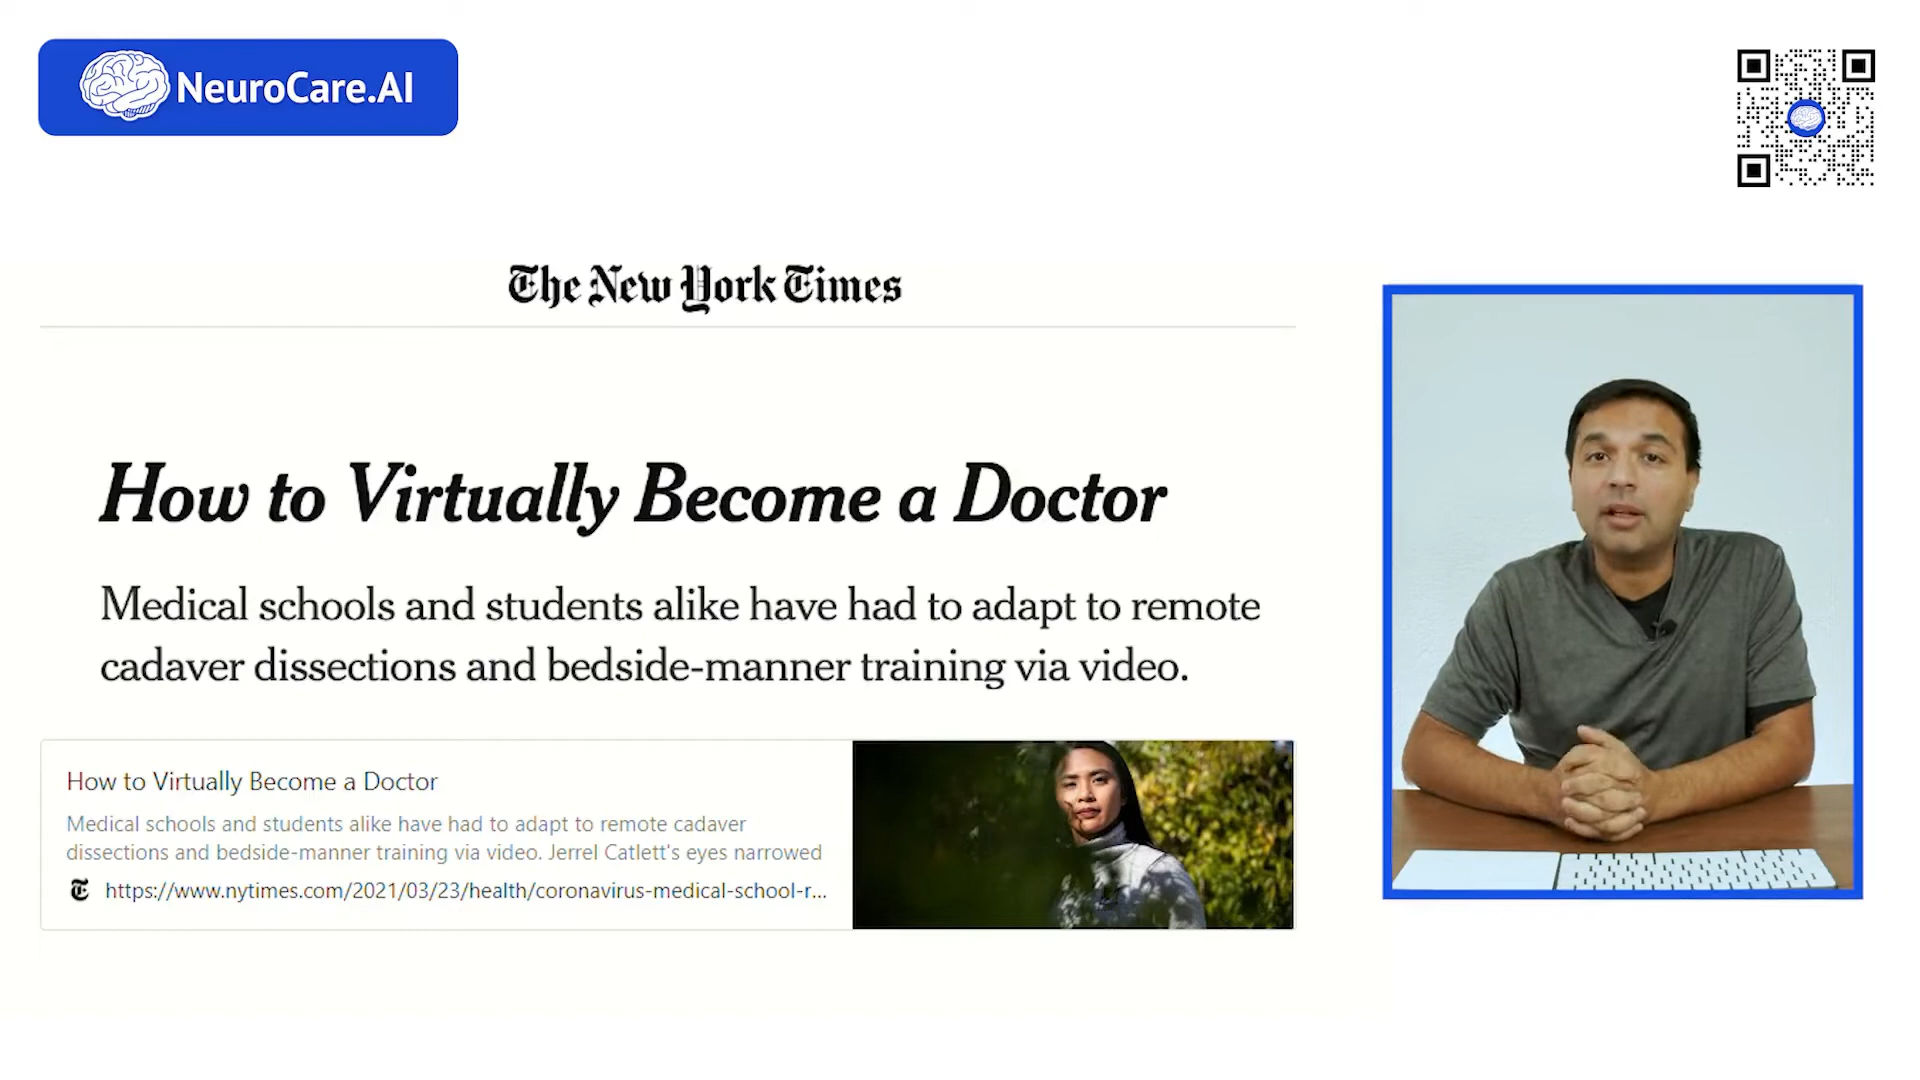 NeuroCare.AI
The New York Times
How to Virtually Become a Doctor
Medical schools and students alike have had to adapt to remote
cadaver dissections and bedside-manner training via video.
How to Virtually Become a Doctor
Medical schools and students alike have had to adapt to remote cadaver
dissections and bedside-manner training via video. Jerrel Catlett's eyes narrowed
https://www.nytimes.com/2021/03/23/health/coronavirus-medical-school-r...